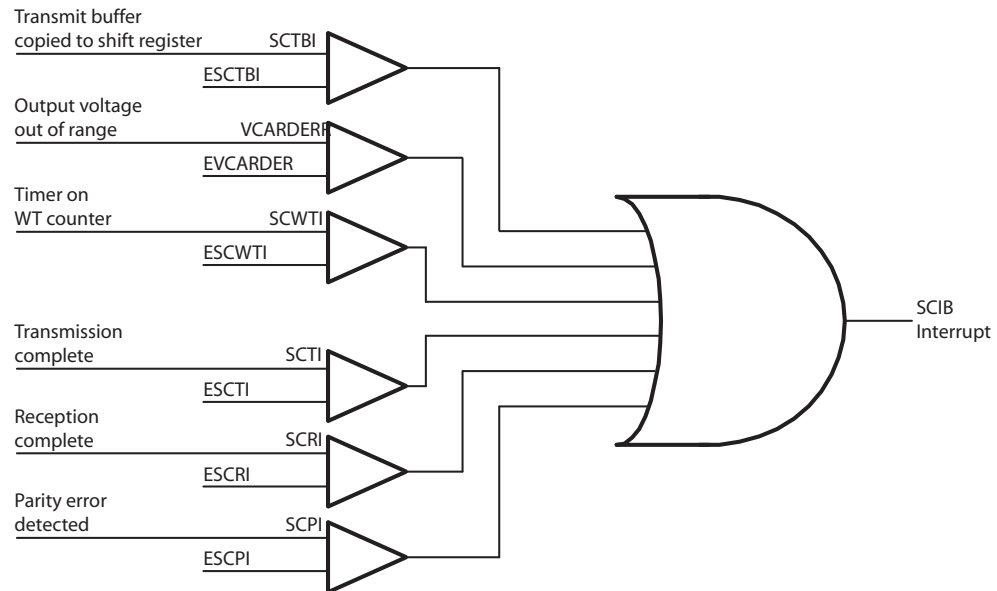 Transmit buffer
copied to shift register
SCTBI
ESCTBI
Output voltage
out of range
VCARDERR
EVCARDER
Timer on
WT counter
SCWTI
ESCWTI
SCIB
Interrupt
Transmission
complete
SCTI
ESCTI
Reception
complete
SCRI
ESCRI
Parity error
detected
SCPI
ESCPI